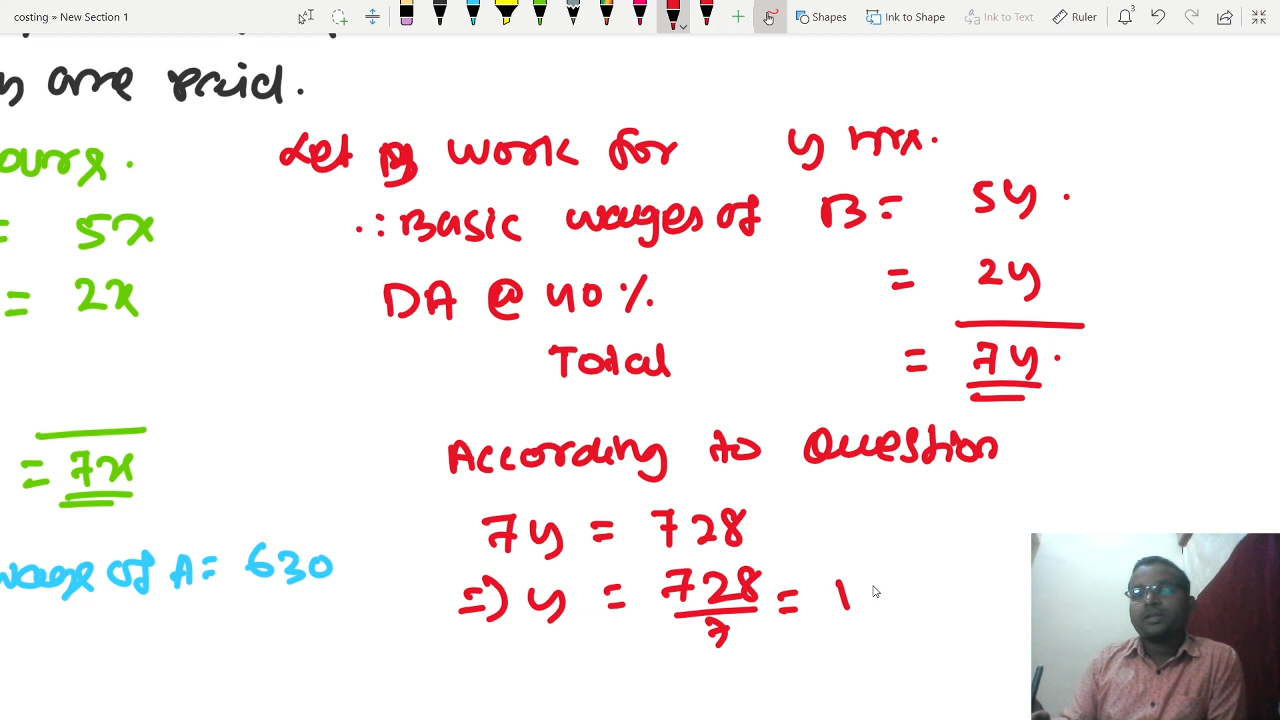 costing » New Section 1
Shapes Ink to Shape Ink to Text Ruler 3
are paid.
ours.
= 5x
= 2x
= 7x
wage of A = 630
Let B work for y hrs.
∴ Basic wages of B = 5y.
DA @ 40% = 2y
Total = 7y.
According to Question
7y = 728
=) y = 728/7 = 1